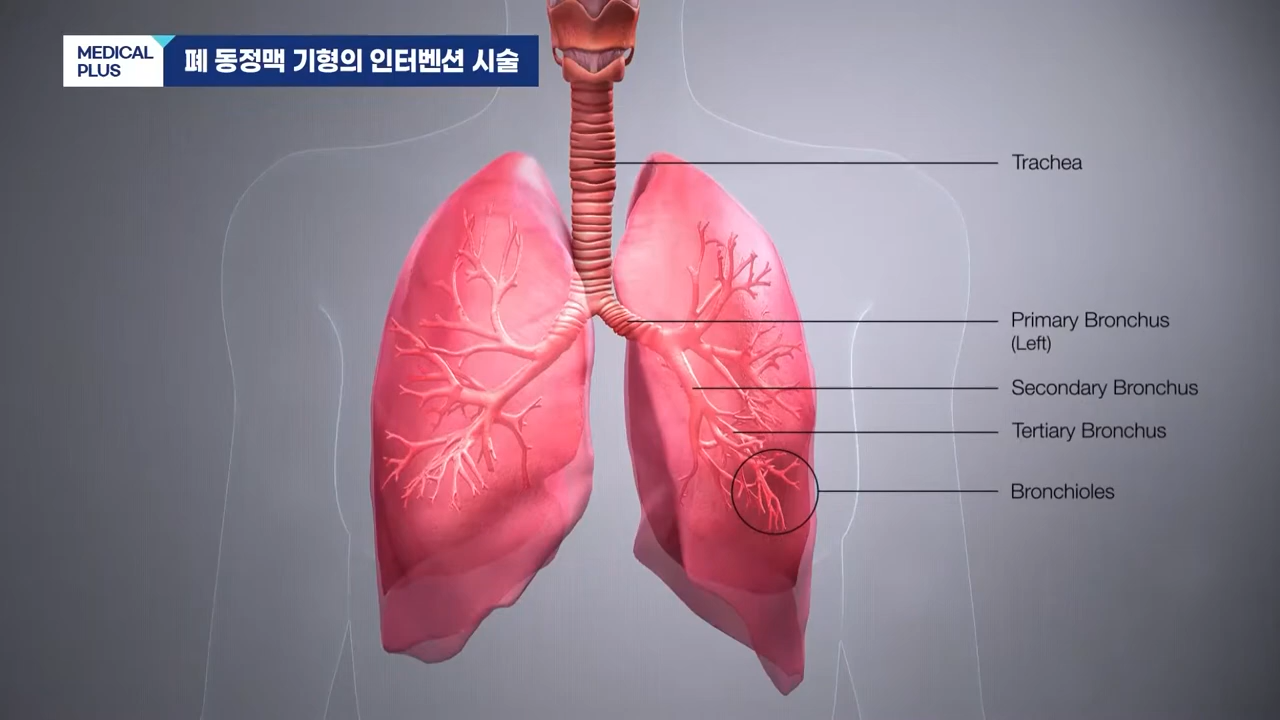 MEDICAL
PLUS
폐 동정맥 기형의 인터벤션 시술
Trachea
Primary Bronchus
(Left)
Secondary Bronchus
Tertiary Bronchus
Bronchioles